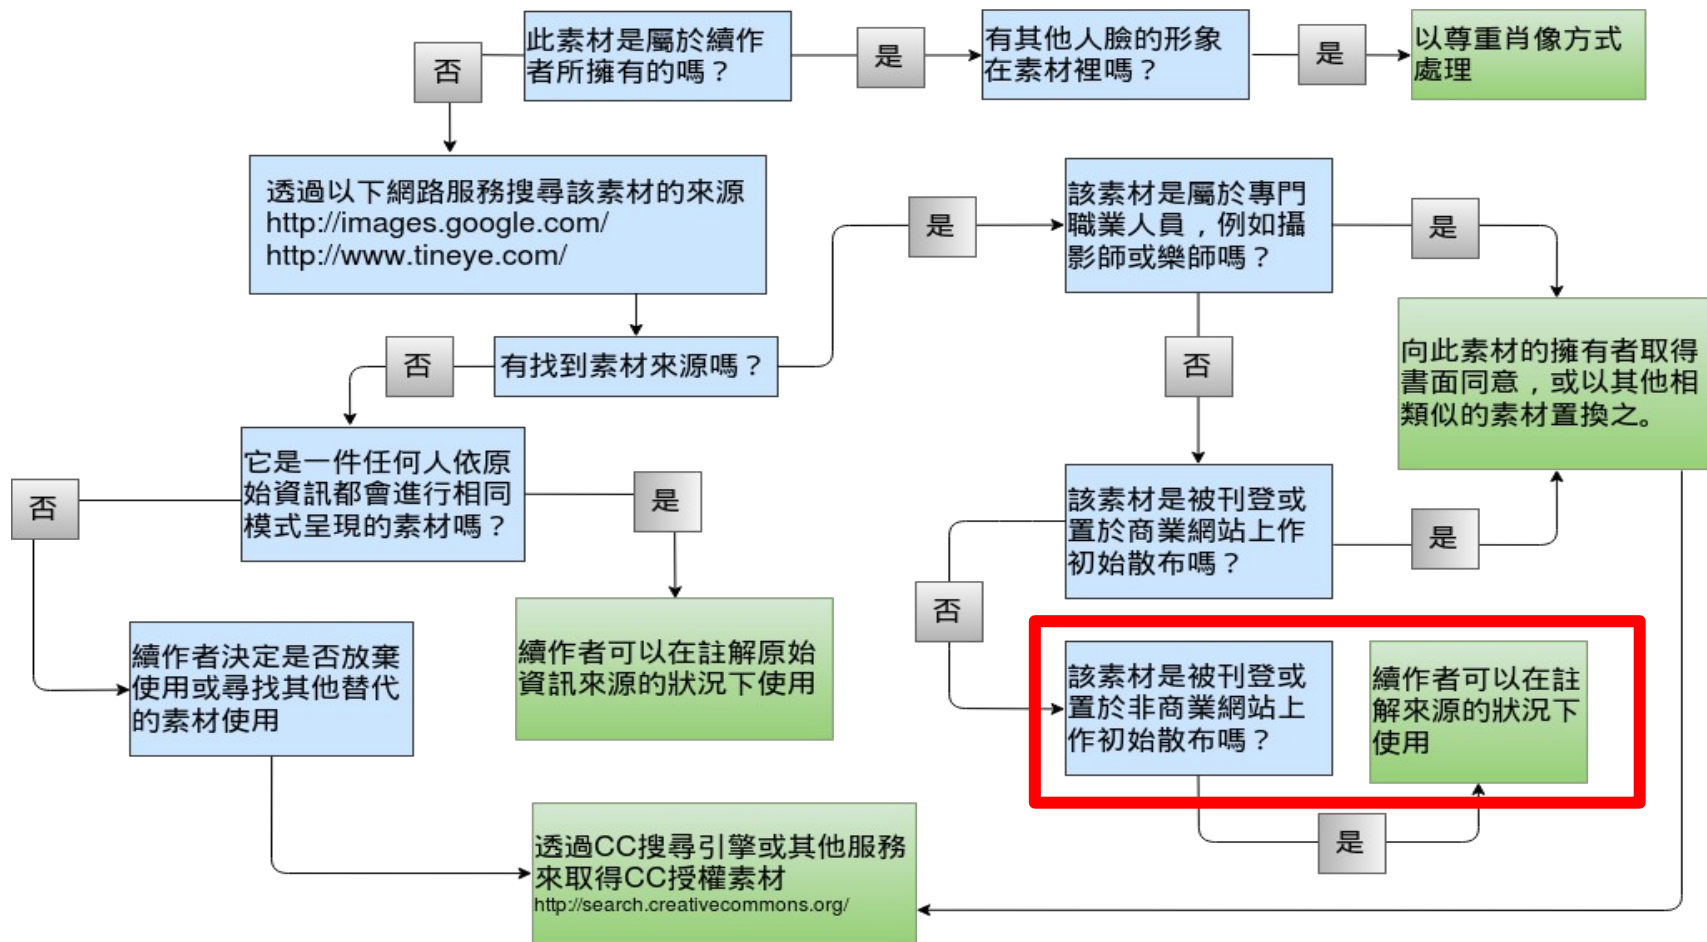 此素材是屬於續作
者所擁有的嗎？
否
是
有其他人臉的形象
在素材裡嗎？
是
以尊重肖像方式
處理
透過以下網路服務搜尋該素材的來源
http://images.google.com/
http://www.tineye.com/
有找到素材來源嗎？
是
該素材是屬於專門
職業人員，例如攝
影師或樂師嗎？
是
否
向此素材的擁有者取得
書面同意，或以其他相
類似的素材置換之。
否
它是一件任何人依原
始資訊都會進行相同
模式呈現的素材嗎？
否
是
該素材是被刊登或
置於商業網站上作
初始散布嗎？
是
否
續作者決定是否放棄
使用或尋找其他替代
的素材使用
續作者可以在註解原始
資訊來源的狀況下使用
該素材是被刊登或
置於非商業網站上
作初始散布嗎？
續作者可以在註
解來源的狀況下
使用
是
透過CC搜尋引擎或其他服務
來取得CC授權素材
http://search.creativecommons.org/